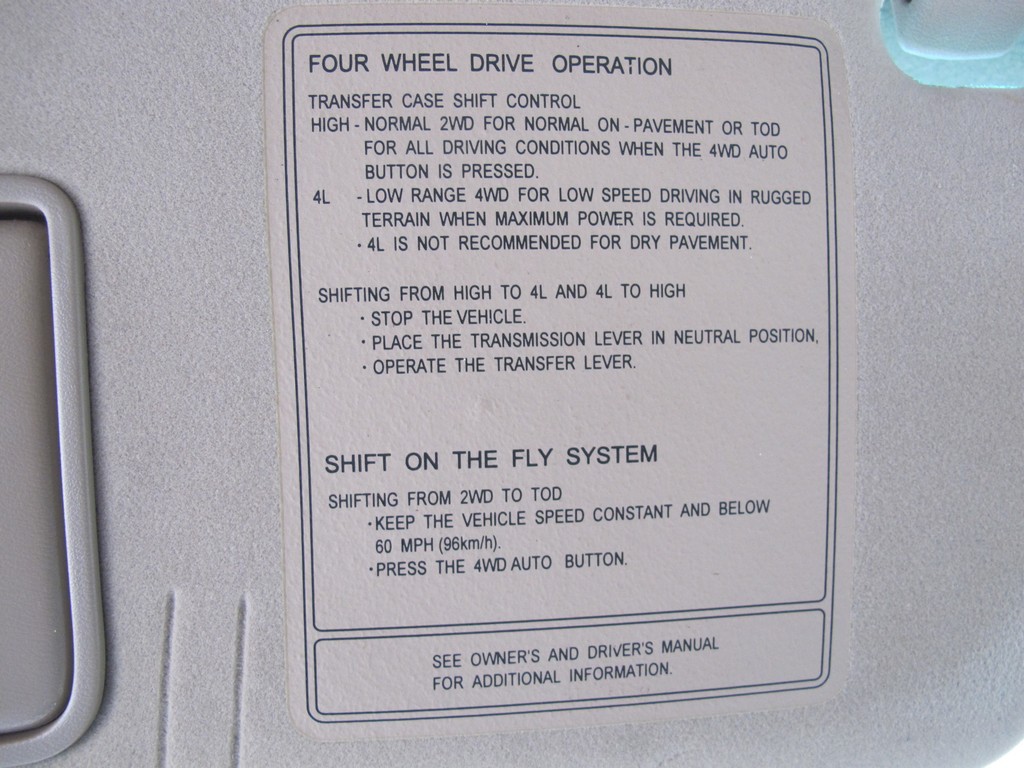 FOUR WHEEL DRIVE OPERATION
TRANSFER CASE SHIFT CONTROL
HIGH - NORMAL 2WD FOR NORMAL ON - PAVEMENT OR TOD
FOR ALL DRIVING CONDITIONS WHEN THE 4WD AUTO
BUTTON IS PRESSED.
4L - LOW RANGE 4WD FOR LOW SPEED DRIVING IN RUGGED
TERRAIN WHEN MAXIMUM POWER IS REQUIRED.
· 4L IS NOT RECOMMENDED FOR DRY PAVEMENT.
SHIFTING FROM HIGH TO 4L AND 4L TO HIGH
· STOP THE VEHICLE.
· PLACE THE TRANSMISSION LEVER IN NEUTRAL POSITION,
· OPERATE THE TRANSFER LEVER.
SHIFT ON THE FLY SYSTEM
SHIFTING FROM 2WD TO TOD
· KEEP THE VEHICLE SPEED CONSTANT AND BELOW
60 MPH (96km/h).
· PRESS THE 4WD AUTO BUTTON.
SEE OWNER'S AND DRIVER'S MANUAL
FOR ADDITIONAL INFORMATION.